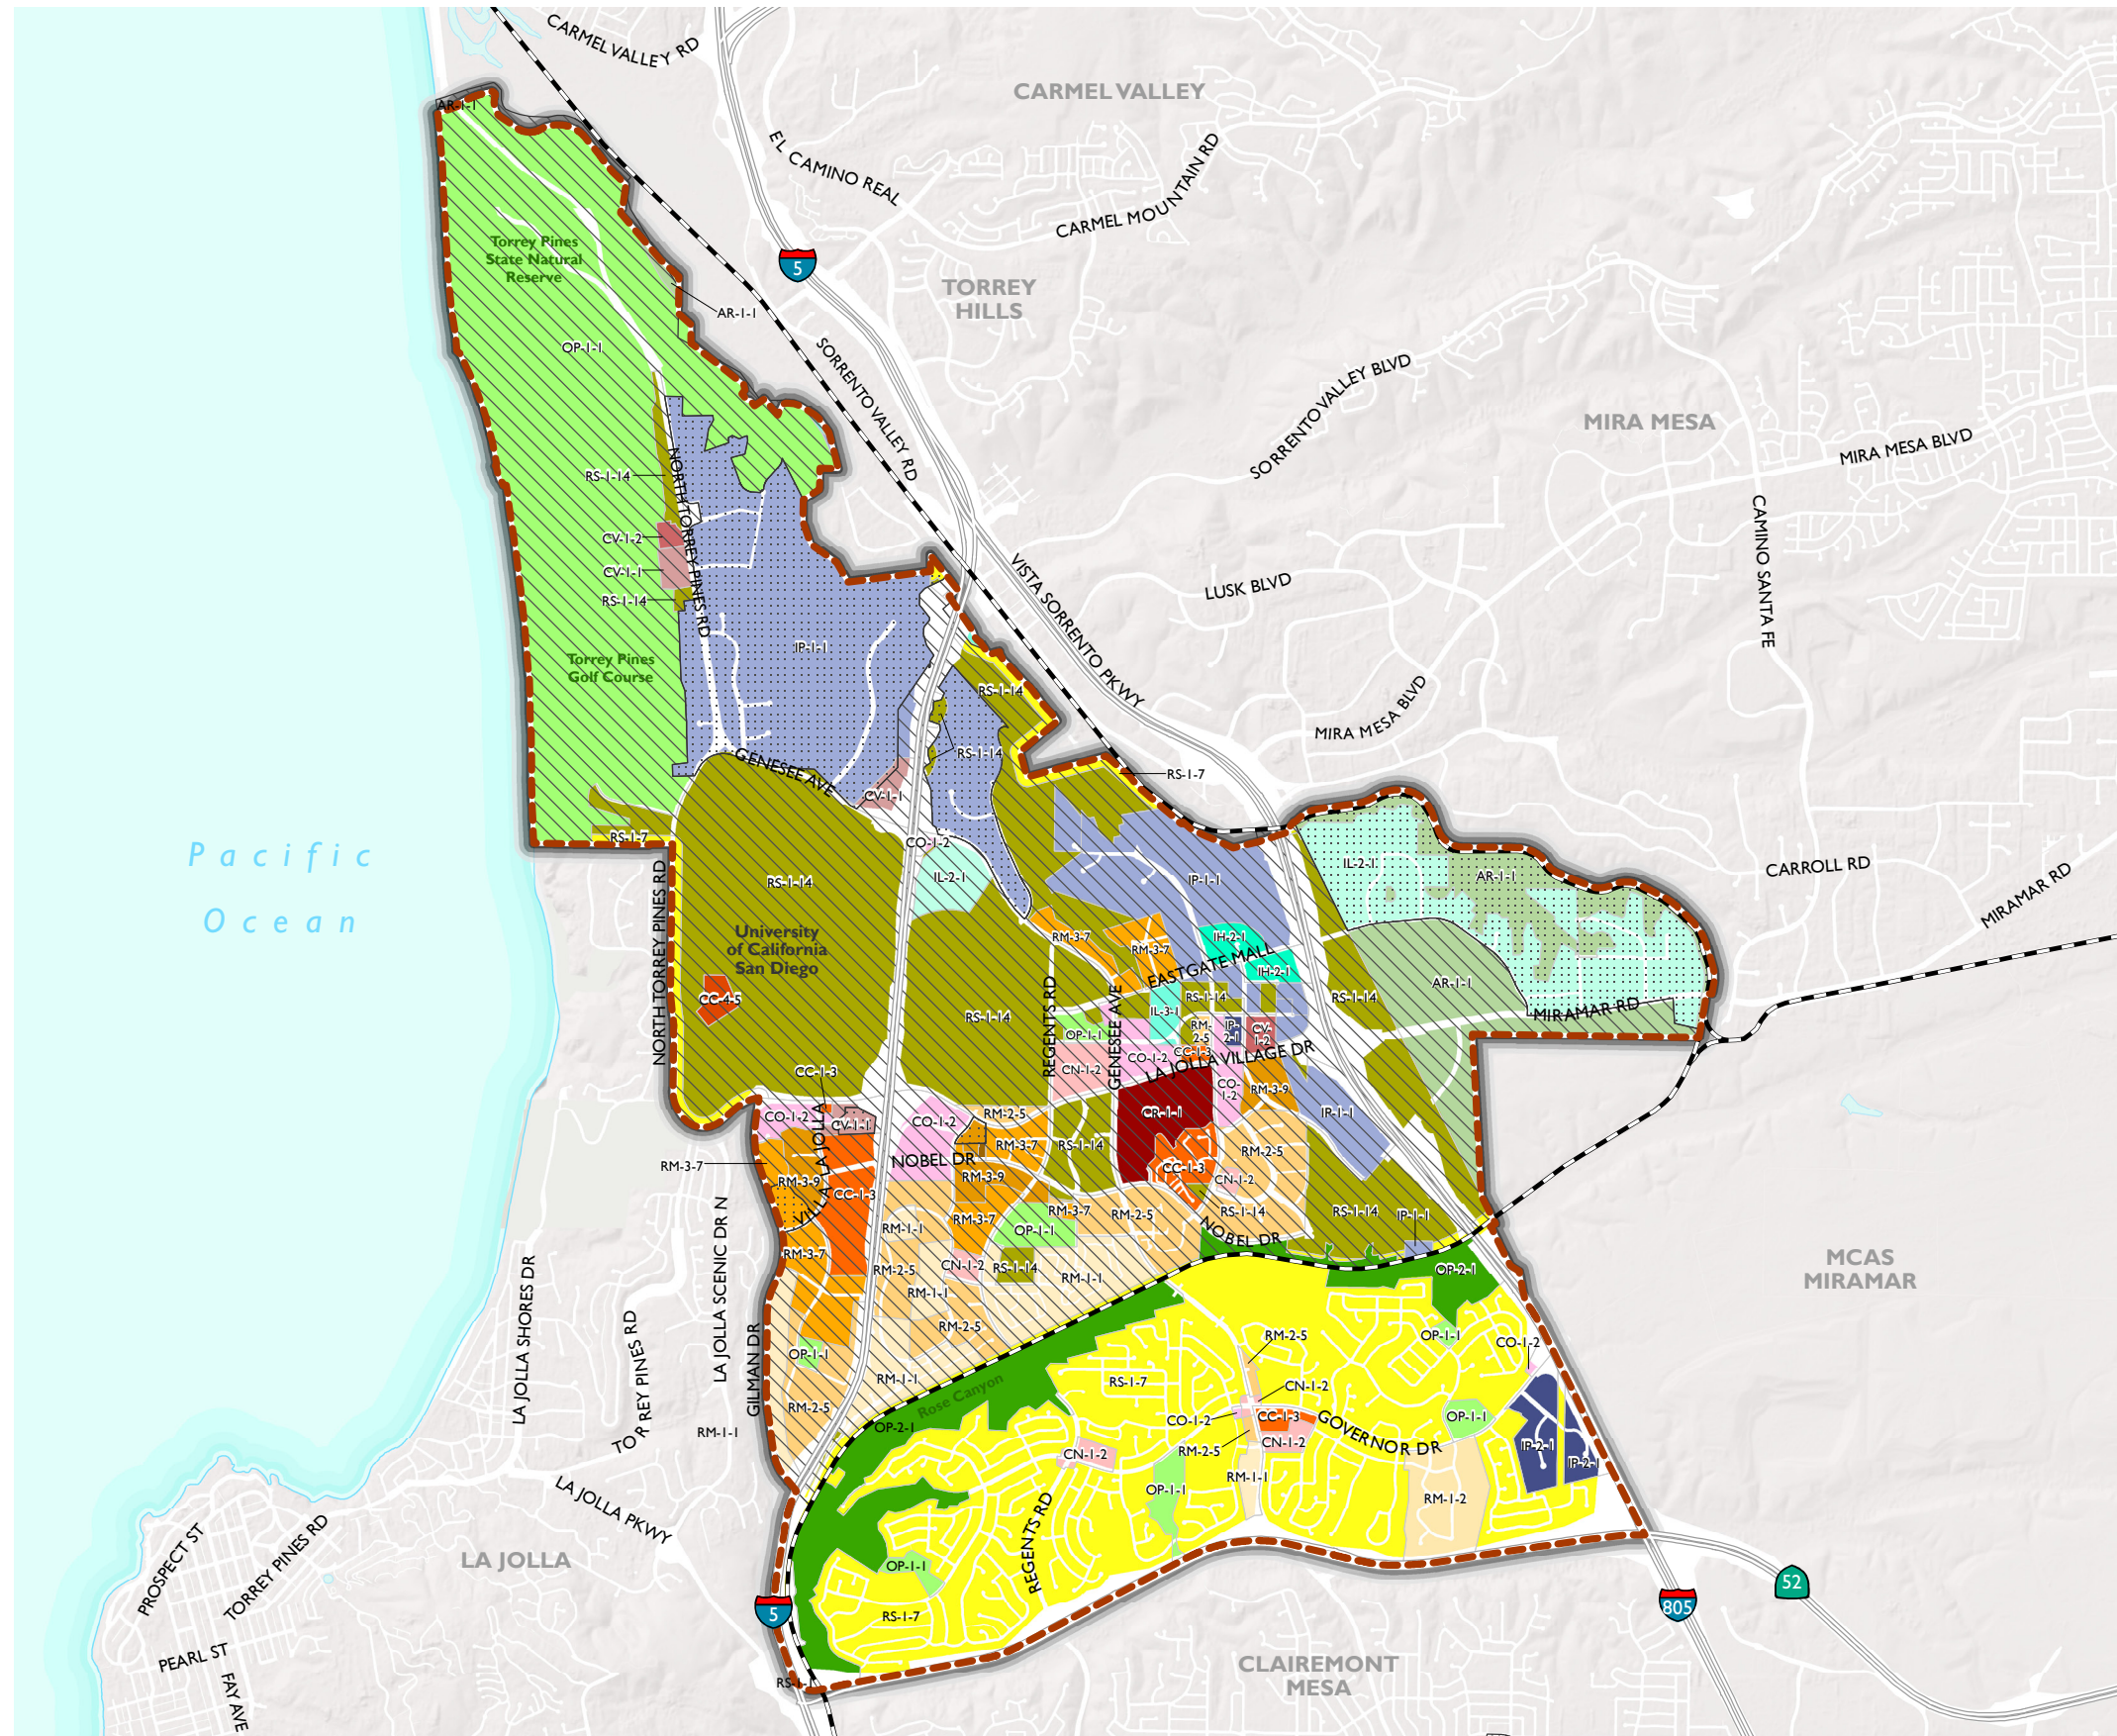 CARMEL VALLEY RD
CARMEL VALLEY
AR-1-1
EL CAMINO REAL
CARMEL MOUNTAIN RD
Torrey Pines
State Natural
Reserve
5
TORREY
HILLS
AR-1-1
OP-1-1
SORRENTO VALLEY RD
SORRENTO VALLEY BLVD
MIRA MESA
MIRA MESA BLVD
RS-1-14
NORTH TORREY PINES RD
CV-1-2
CV-1-1
RS-1-14
CAMINO SANTA FE
VISTA SORRENTO PKWY
LUSK BLVD
IP-1-1
Torrey Pines
Golf Course
RS-1-14
MIRA MESA BLVD
RS-1-14
GENESEE AVE
RS-1-7
CV-1-1
RS-1-7
CO-1-2
IL-2-1
RS-1-14
IP-1-1
IL-2-1
AR-1-1
CARROLL RD
MIRAMAR RD
Pacific
Ocean
NORTH TORREY PINES RD
University
of California
San Diego
RM-3-7
RM-3-7
IH-2-1
EASTGATE MALL
IH-2-1
AR-1-1
CC-4-5
RS-1-14
REGENTS RD
GENESEE AVE
RS-1-14
IL-3-1
RS-1-14
MIRAMAR RD
OP-1-1
RM-
2-5
IP-
2-1
CV-
1-2
CO-1-2
CC-1-3
LA JOLLA VILLAGE DR
CN-1-2
CC-1-3
CO-
1-2
RM-3-9
CR-1-1
IP-1-1
CO-1-2
CV-1-1
CO-1-2
RM-2-5
RM-3-7
RS-1-14
RM-2-5
NOBEL DR
RM-3-7
RM-3-9
VILLA LA JOLLA
CC-1-3
RM-3-9
CC-1-3
CN-1-2
RM-1-1
RM-3-7
RM-3-7
OP-1-1
RM-2-5
RS-1-14
NOBEL DR
RS-1-14
IP-1-1
RM-3-7
RM-2-5
CN-1-2
RS-1-14
RM-1-1
OP-2-1
MCAS
MIRAMAR
LA JOLLA SHORES DR
LA JOLLA SCENIC DR N
TORREY PINES RD
GILMAN DR
RM-1-1
RM-2-5
OP-1-1
RM-1-1
RM-2-5
RM-1-1
OP-2-1
Rose Canyon
RS-1-7
RM-2-5
OP-1-1
CO-1-2
CN-1-2
CO-1-2
CC-1-3
GOVERNOR DR
OP-1-1
CN-1-2
RM-2-5
CN-1-2
IP-2-1
IP-2-1
RM-1-1
OP-1-1
RM-1-2
REGENTS RD
LA JOLLA PKWY
LA JOLLA
PROSPECT ST
TORREY PINES RD
OP-1-1
RS-1-7
5
805
52
PEARL ST
FAY AVE
RS-1-1
CLAIREMONT
MESA